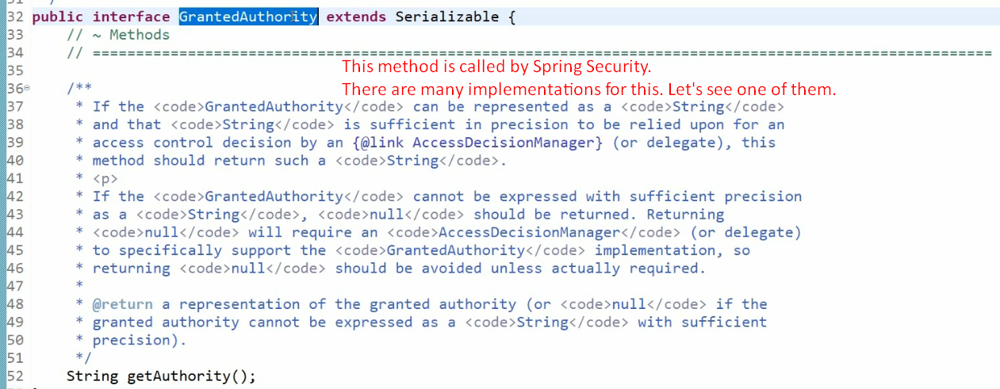 32 public interface GrantedAuthority extends Serializable {
33 // ~ Methods
34 // =========================================================================================================
This method is called by Spring Security.
35
There are many implementations for this. Let's see one of them.
36 /**
37 * If the <code>GrantedAuthority</code> can be represented as a <code>String</code>
38 * and that <code>String</code> is sufficient in precision to be relied upon for an
39 * access control decision by an {@link AccessDecisionManager} (or delegate), this
40 * method should return such a <code>String</code>.
41 * <p>
42 * If the <code>GrantedAuthority</code> cannot be expressed with sufficient precision
43 * as a <code>String</code>, <code>null</code> should be returned. Returning
44 * <code>null</code> will require an <code>AccessDecisionManager</code> (or delegate)
45 * to specifically support the <code>GrantedAuthority</code> implementation, so
46 * returning <code>null</code> should be avoided unless actually required.
47 *
48 * @return a representation of the granted authority (or <code>null</code> if the
49 * granted authority cannot be expressed as a <code>String</code> with sufficient
50 * precision).
51 */
52 String getAuthority();